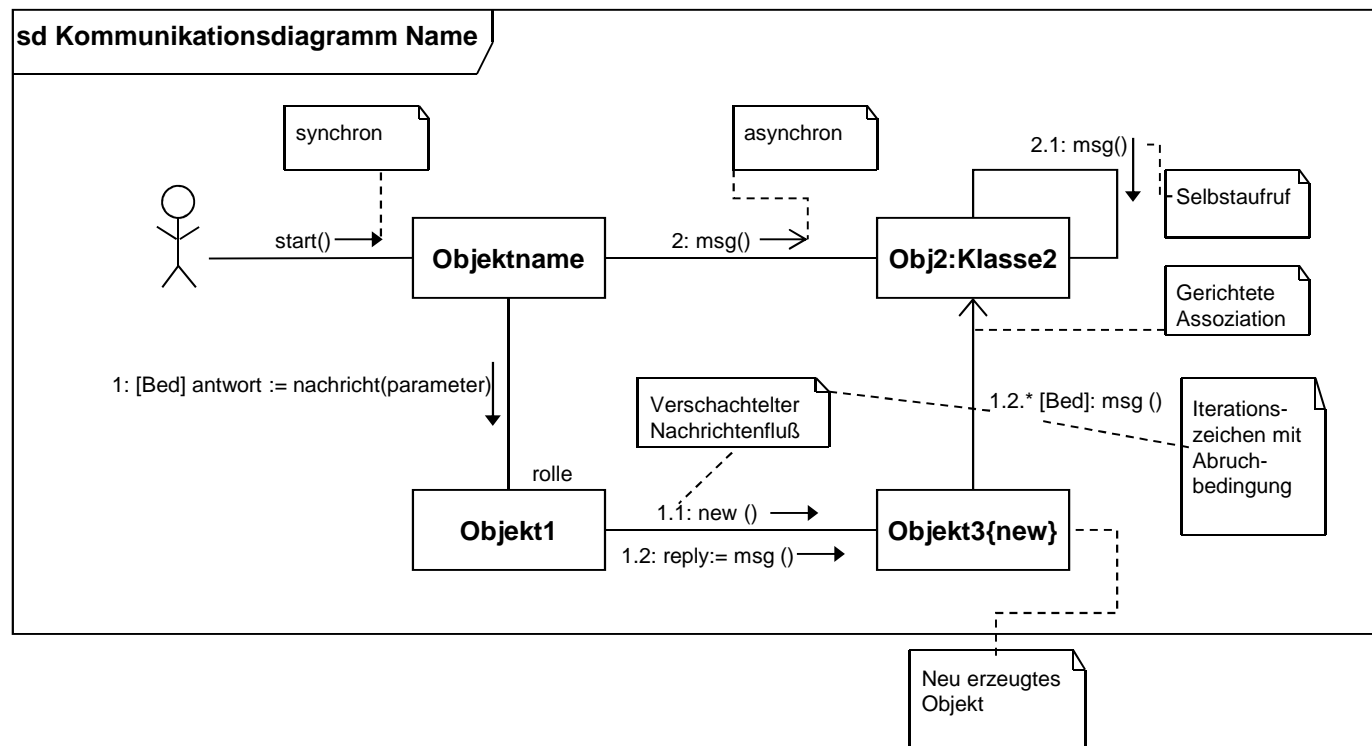 sd Kommunikationsdiagramm Name
synchron
asynchron
2.1: msg()
Selbstaufruf
start()
Objektname
2: msg()
Obj2:Klasse2
Gerichtete
Assoziation
1: [Bed] antwort := nachricht(parameter)
Verschachtelter
Nachrichtenfluß
1.2.* [Bed]: msg ()
Iterations-
zeichen mit
Abruch-
bedingung
rolle
Objekt1
1.1: new ()
1.2: reply:= msg ()
Objekt3{new}
Neu erzeugtes
Objekt